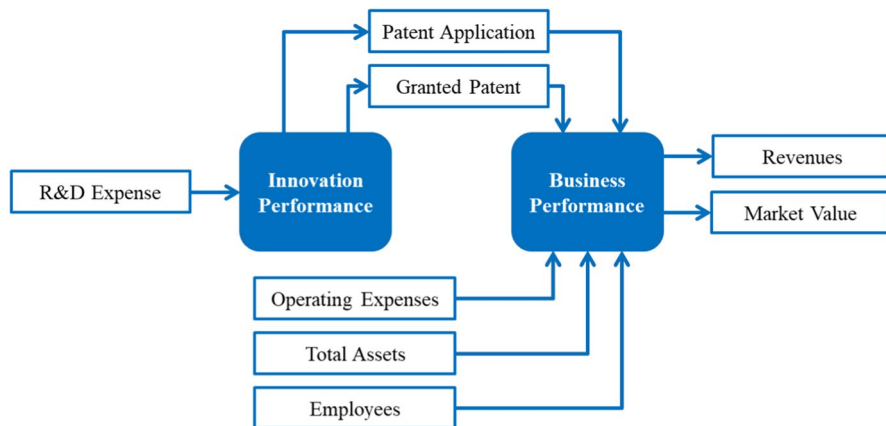 Patent Application
Granted Patent
R&D Expense
Innovation
Performance
Business
Performance
Revenues
Market Value
Operating Expenses
Total Assets
Employees